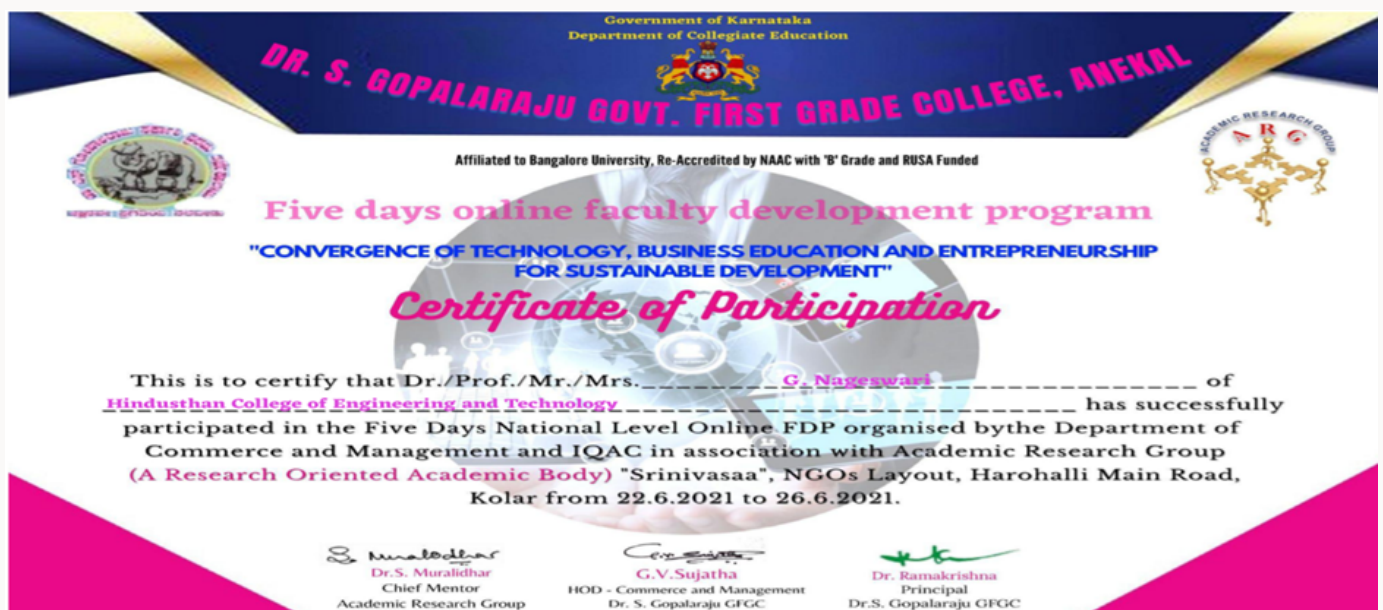 Government of Karnataka
Department of Collegiate Education
DR. S. GOPALARAJU GOVT. FIRST GRADE COLLEGE, ANEKAL
ACADEMIC RESEARCH GROUP
A R G
Affiliated to Bangalore University, Re-Accredited by NAAC with 'B' Grade and RUSA Funded
Five days online faculty development program
"CONVERGENCE OF TECHNOLOGY, BUSINESS EDUCATION AND ENTREPRENEURSHIP
FOR SUSTAINABLE DEVELOPMENT"
Certificate of Participation
This is to certify that Dr./Prof./Mr./Mrs. G. Nageswari of
Hindusthan College of Engineering and Technology has successfully
participated in the Five Days National Level Online FDP organised bythe Department of
Commerce and Management and IQAC in association with Academic Research Group
(A Research Oriented Academic Body) "Srinivasaa", NGOs Layout, Harohalli Main Road,
Kolar from 22.6.2021 to 26.6.2021.
S. Muralidhar
Dr.S. Muralidhar
Chief Mentor
Academic Research Group
G.V.Sujatha
HOD - Commerce and Management
Dr. S. Gopalaraju GFGC
Dr. Ramakrishna
Principal
Dr.S. Gopalaraju GFGC